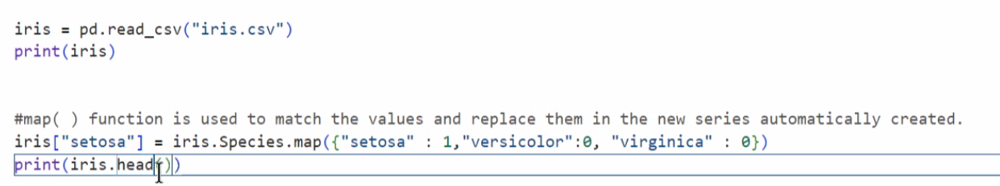 iris = pd.read_csv("iris.csv")
print(iris)
#map( ) function is used to match the values and replace them in the new series automatically created.
iris["setosa"] = iris.Species.map({"setosa" : 1,"versicolor":0, "virginica" : 0})
print(iris.head())